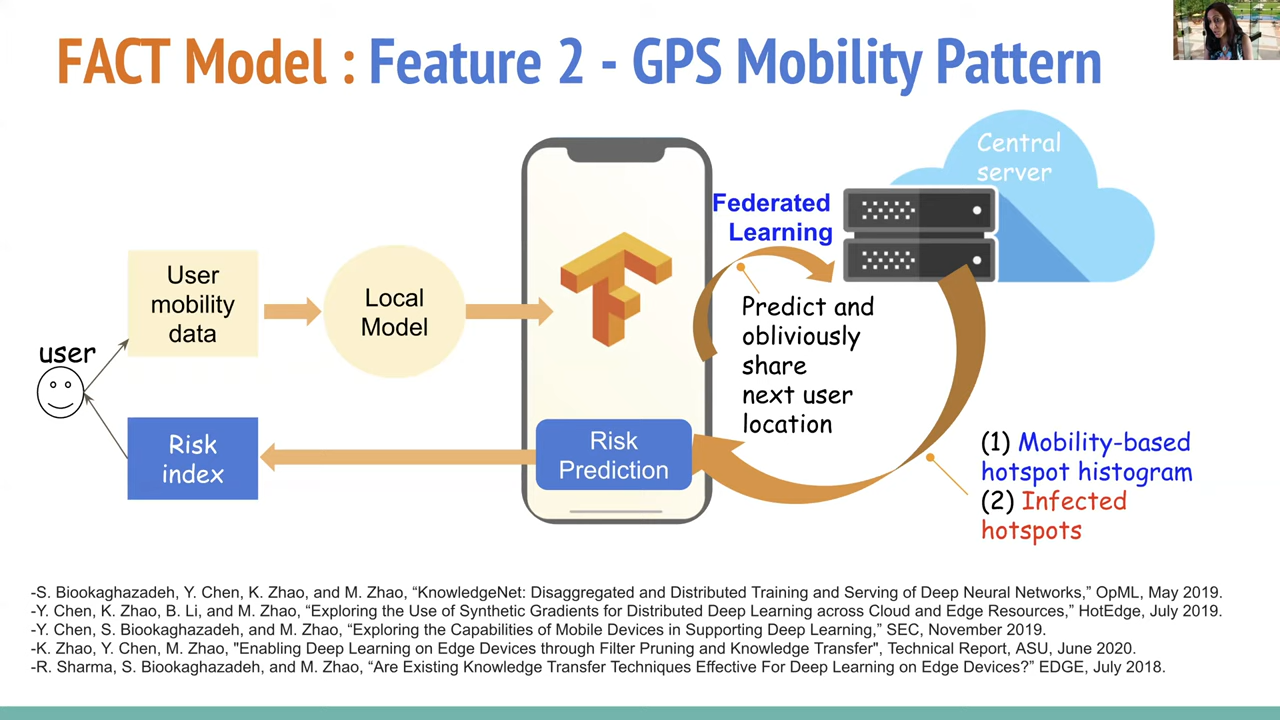 FACT Model : Feature 2 - GPS Mobility Pattern
Central
server
Federated
Learning
User
mobility
data
Local
Model
Predict and
obliviously
share
next user
location
user
Risk
index
Risk
Prediction
(1) Mobility-based
hotspot histogram
(2) Infected
hotspots
-S. Biookaghazadeh, Y. Chen, K. Zhao, and M. Zhao, “KnowledgeNet: Disaggregated and Distributed Training and Serving of Deep Neural Networks,” OpML, May 2019.
-Y. Chen, K. Zhao, B. Li, and M. Zhao, “Exploring the Use of Synthetic Gradients for Distributed Deep Learning across Cloud and Edge Resources,” HotEdge, July 2019.
-Y. Chen, S. Biookaghazadeh, and M. Zhao, “Exploring the Capabilities of Mobile Devices in Supporting Deep Learning,” SEC, November 2019.
-K. Zhao, Y. Chen, M. Zhao, "Enabling Deep Learning on Edge Devices through Filter Pruning and Knowledge Transfer", Technical Report, ASU, June 2020.
-R. Sharma, S. Biookaghazadeh, and M. Zhao, “Are Existing Knowledge Transfer Techniques Effective For Deep Learning on Edge Devices?” EDGE, July 2018.